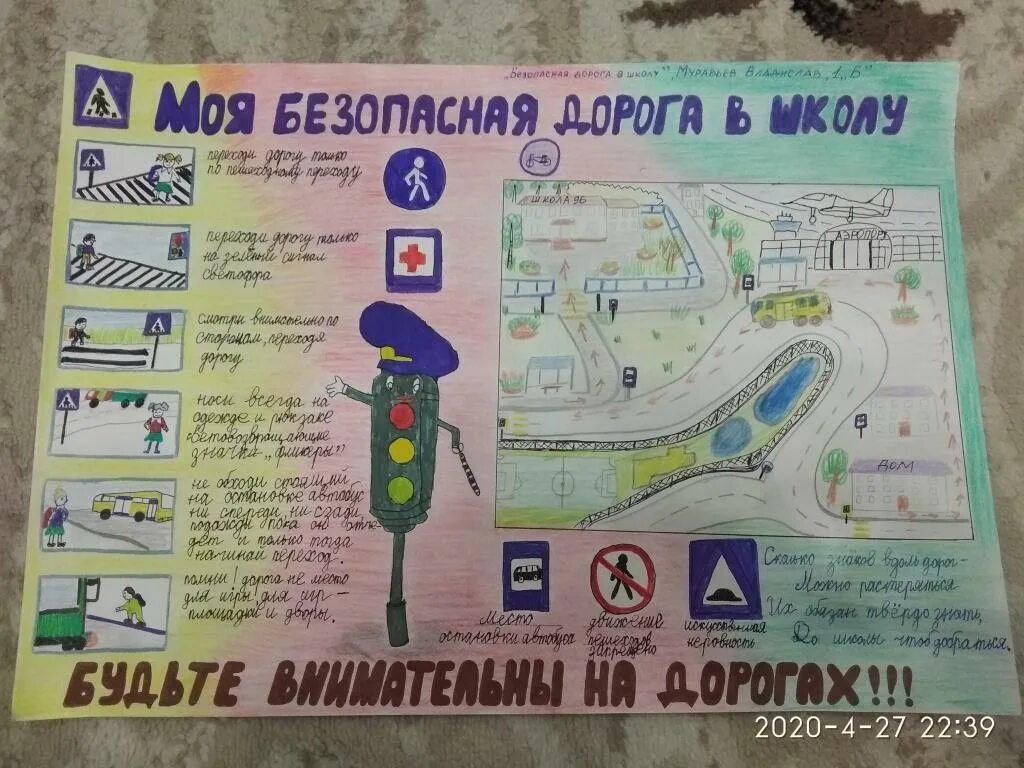 „Безопасная дорога в школу", Муравьёв Владислав, 1„Б"
Моя безопасная дорога в школу
переходи дорогу только
по пешеходному переходу
переходи дорогу только
на зелёный сигнал
светофора
смотри внимательно по
сторонам, переходя
дорогу
носи всегда на
одежде и рюкзаке
световозвращающие
значки „фликеры"
не обходи стоящий
на остановке автобус
ни спереди, ни сзади,
подожди пока он отъе-
дет и только тогда
начинай переход.
помни! дорога не место
для игры, для игр-
площадки и дворы.
ШКОЛА 96
АЭРОПОРТ
ДОМ
Место
остановки автобуса
движение
пешеходов
запрещено
искусственная
неровность
Сколько знаков вдоль дорог-
Можно растеряться
Их обязан твёрдо знать,
До школы чтоб добраться.
Будьте внимательны на дорогах!!!
2020-4-27 22:39